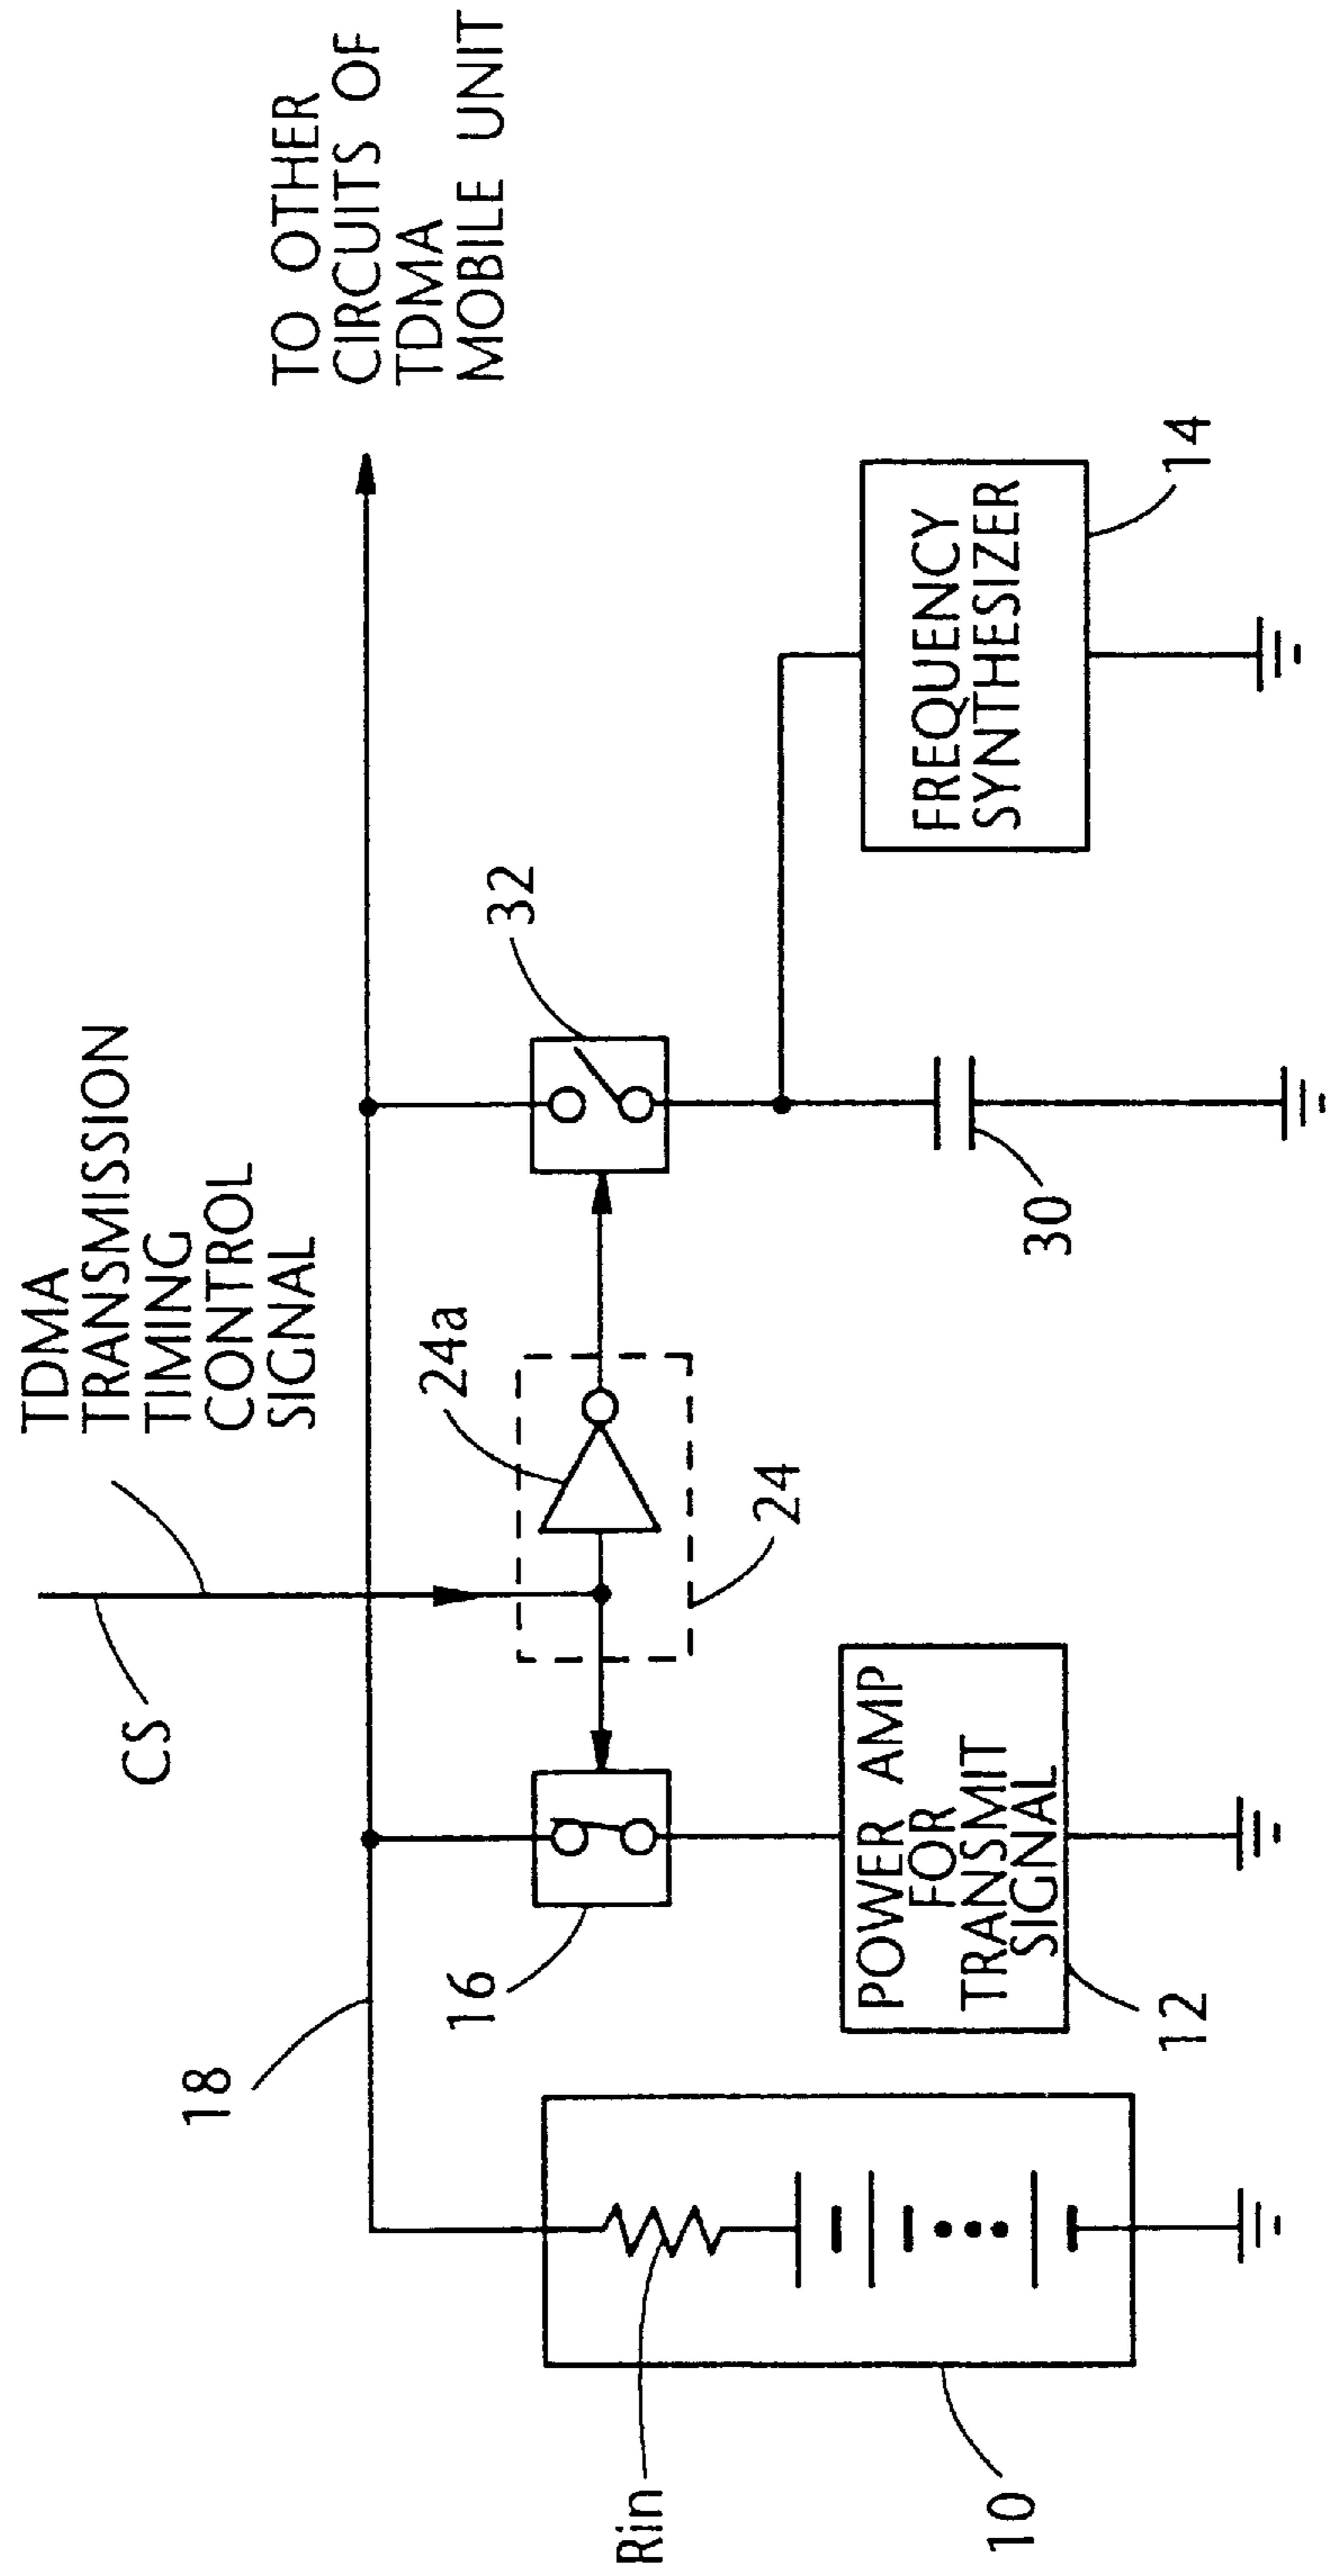 TDMA
TRANSMISSION
TIMING
CONTROL
SIGNAL
CS
TO OTHER
CIRCUITS OF
TDMA
MOBILE UNIT
18
16
24a
24
32
Rin
10
POWER AMP
FOR
TRANSMIT
SIGNAL
12
30
FREQUENCY
SYNTHESIZER
14